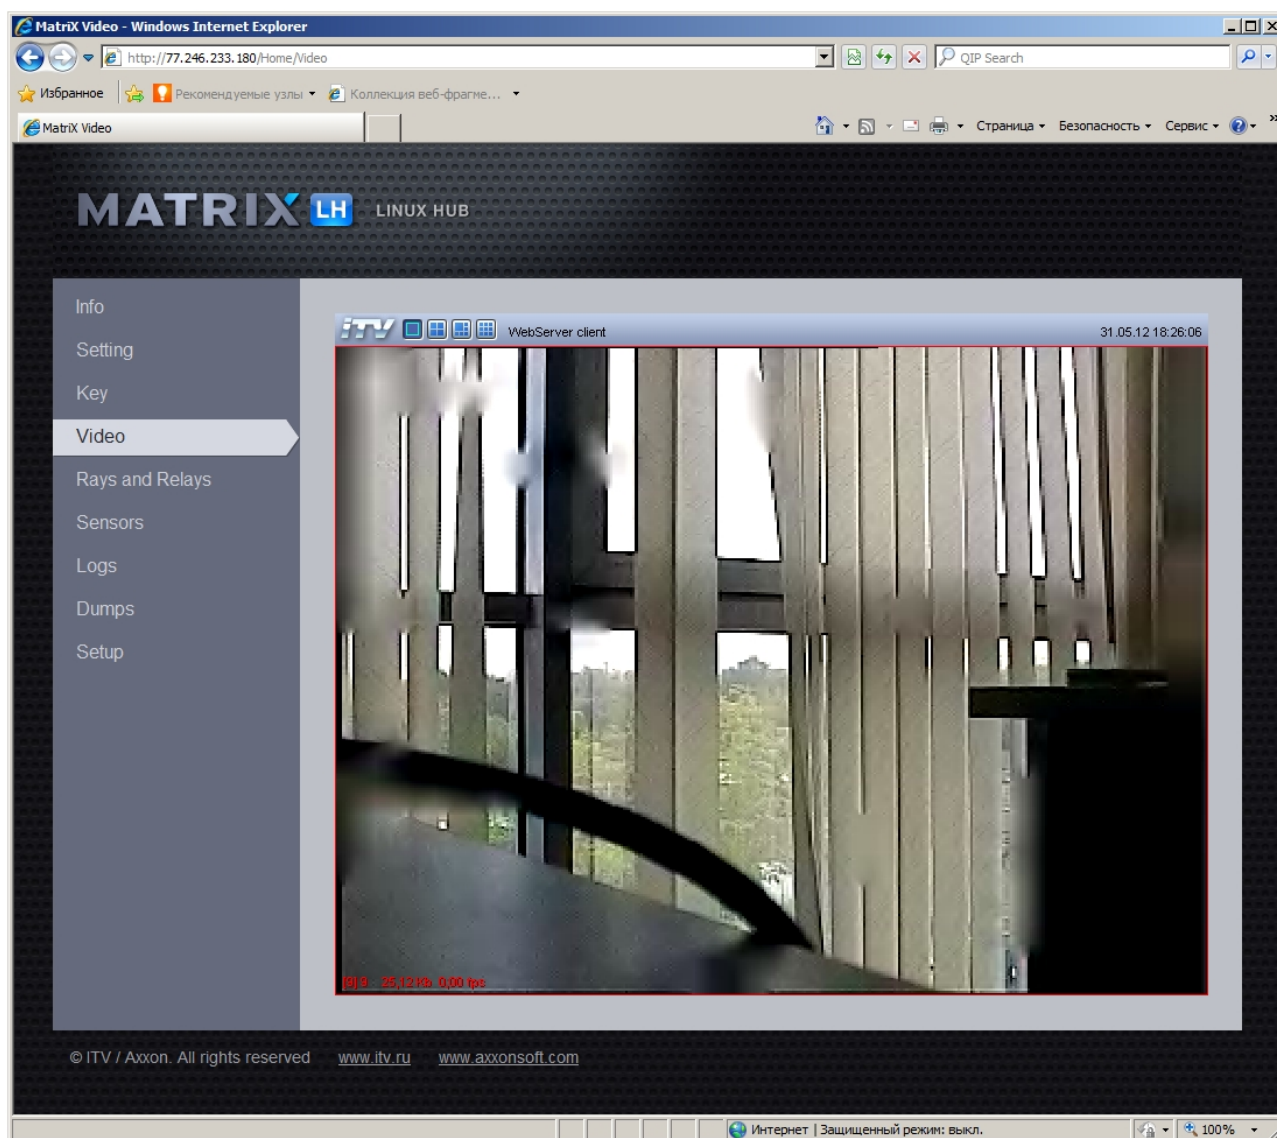 MatriX Video - Windows Internet Explorer
http://77.246.233.180/Home/Video
QIP Search
Избранное
Рекомендуемые узлы
Коллекция веб-фрагме...
MatriX Video
Страница
Безопасность
Сервис
MATRIX LH LINUX HUB
Info
Setting
Key
Video
Rays and Relays
Sensors
Logs
Dumps
Setup
iTV
WebServer client
31.05.12 18:26:06
25,12 Kb 0,00 fps
© ITV / Axxon. All rights reserved
www.itv.ru
www.axxonsoft.com
Интернет | Защищенный режим: выкл.
100%